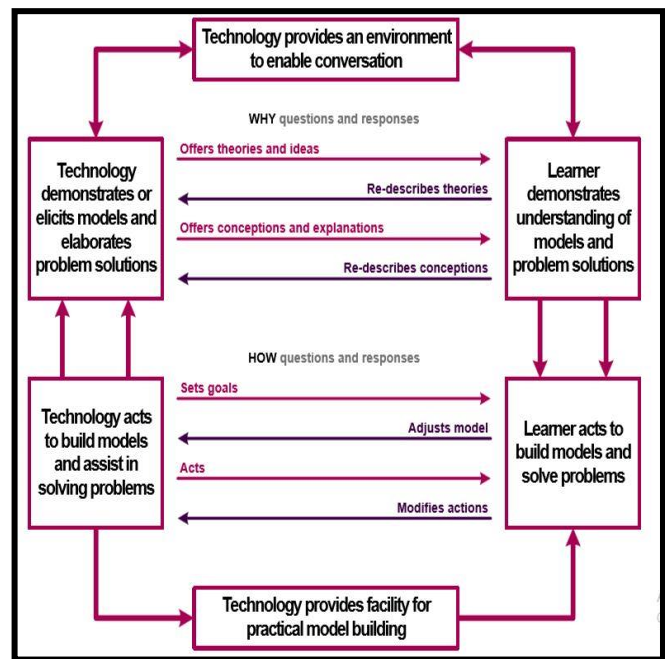 Technology provides an environment
to enable conversation
WHY questions and responses
Technology
demonstrates or
elicits models and
elaborates
problem solutions
Offers theories and ideas
Re-describes theories
Offers conceptions and explanations
Re-describes conceptions
Learner
demonstrates
understanding of
models and
problem solutions
HOW questions and responses
Technology acts
to build models
and assist in
solving problems
Sets goals
Adjusts model
Acts
Modifies actions
Learner acts to
build models and
solve problems
Technology provides facility for
practical model building